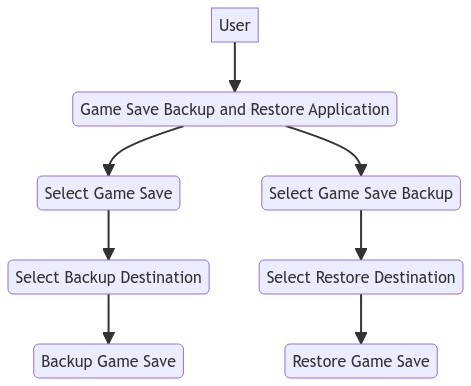 User
Game Save Backup and Restore Application
Select Game Save
Select Game Save Backup
Select Backup Destination
Select Restore Destination
Backup Game Save
Restore Game Save